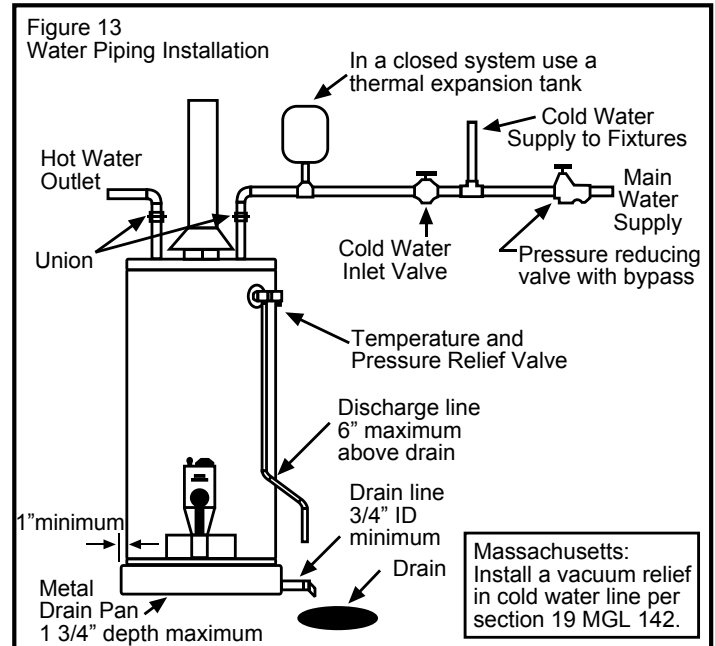 Figure 13
Water Piping Installation
In a closed system use a
thermal expansion tank
Cold Water
Supply to Fixtures
Hot Water
Outlet
Main
Water
Supply
Union
Cold Water
Inlet Valve
Pressure reducing
valve with bypass
Temperature and
Pressure Relief Valve
Discharge line
6” maximum
above drain
Drain line
3/4” ID
minimum
1”minimum
Drain
Metal
Drain Pan
1 3/4” depth maximum
Massachusetts:
Install a vacuum relief
in cold water line per
section 19 MGL 142.